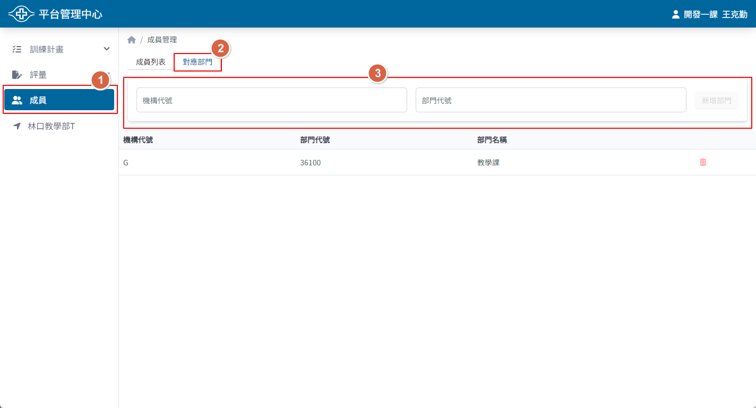 平台管理中心
開發一課 王克勤
訓練計畫
評量
1
成員
林口教學部T
/ 成員管理
2
成員列表
對應部門
3
機構代號
部門代號
新增部門
機構代號 部門代號 部門名稱
G 36100 教學課